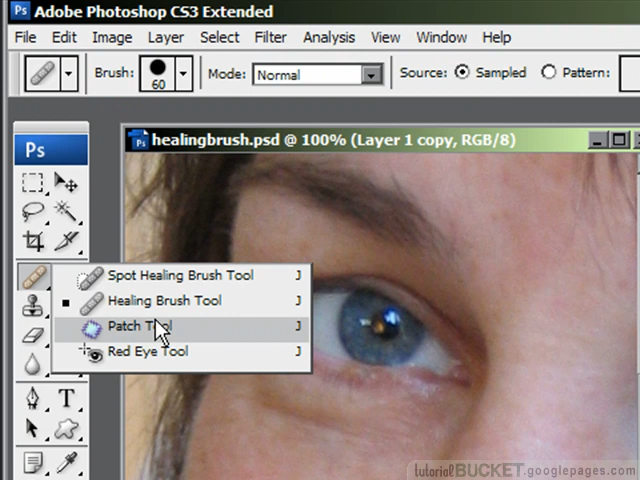 Ps Adobe Photoshop CS3 Extended
File Edit Image Layer Select Filter Analysis View Window Help
Brush: 60 Mode: Normal Source: Sampled Pattern:
Ps healingbrush.psd @ 100% (Layer 1 copy, RGB/8)
Ps
Spot Healing Brush Tool J
Healing Brush Tool J
Patch Tool J
Red Eye Tool J
T
tutorialBUCKET.googlepages.com